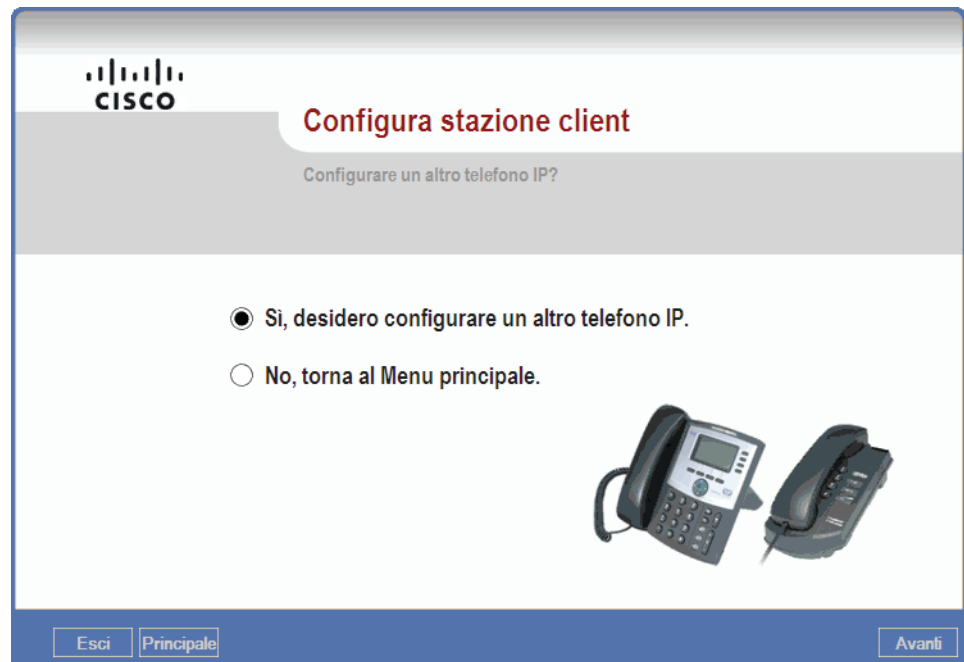 CISCO
Configura stazione client
Configurare un altro telefono IP?
Sì, desidero configurare un altro telefono IP.
No, torna al Menu principale.
Esci
Principale
Avanti